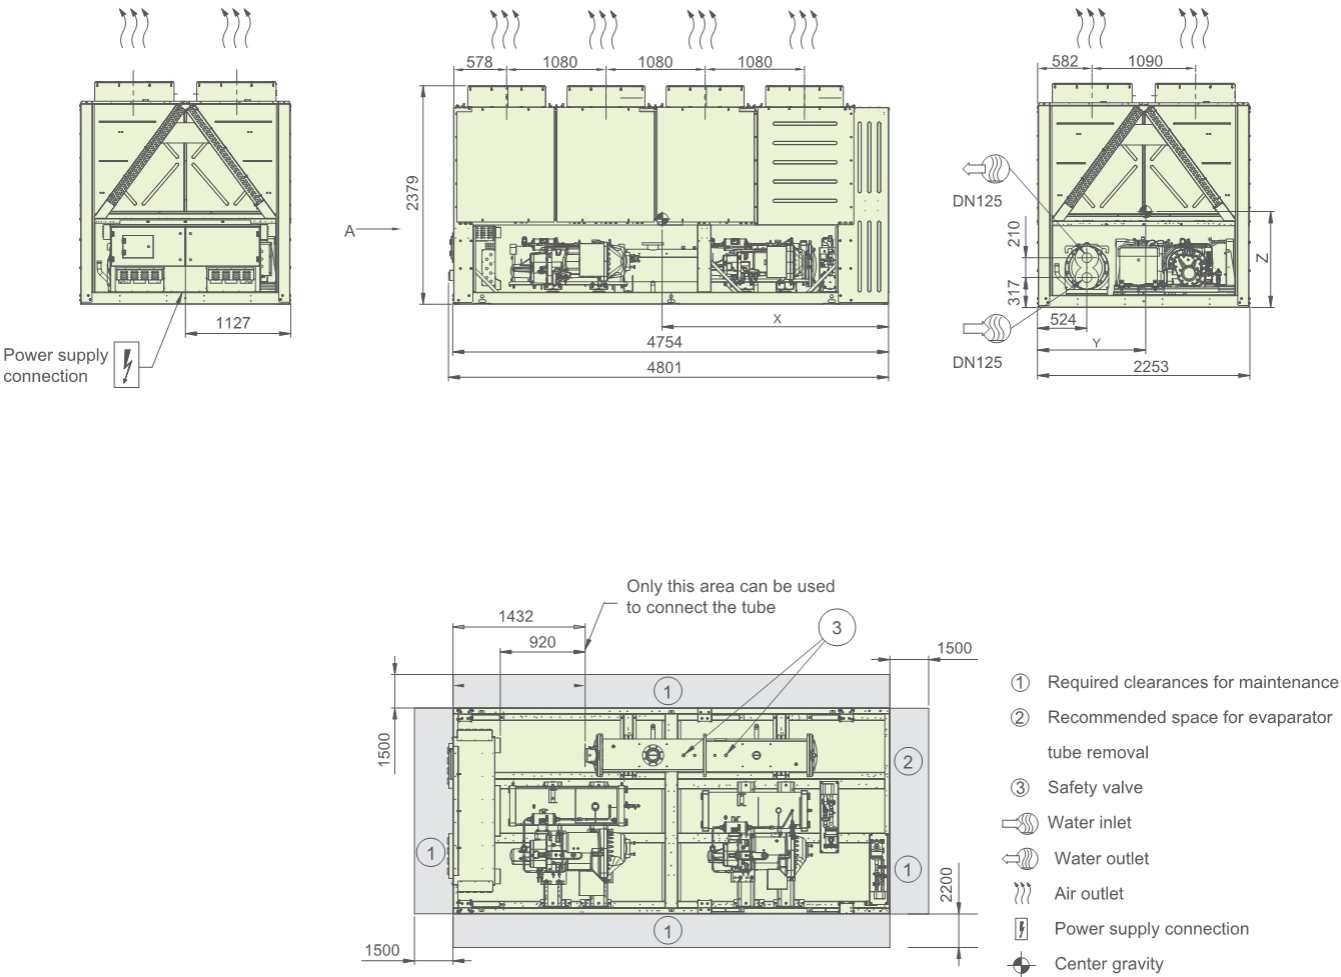 578
1080
1080
1080
582
1090
2379
A
DN125
210
Z
317
1127
X
524
Power supply
connection
4754
Y
DN125
4801
2253
Only this area can be used
to connect the tube
1432
3
920
1500
1
1500
2
1
1
2200
1
1500
1 Required clearances for maintenance
2 Recommended space for evaparator
tube removal
3 Safety valve
Water inlet
Water outlet
Air outlet
Power supply connection
Center gravity